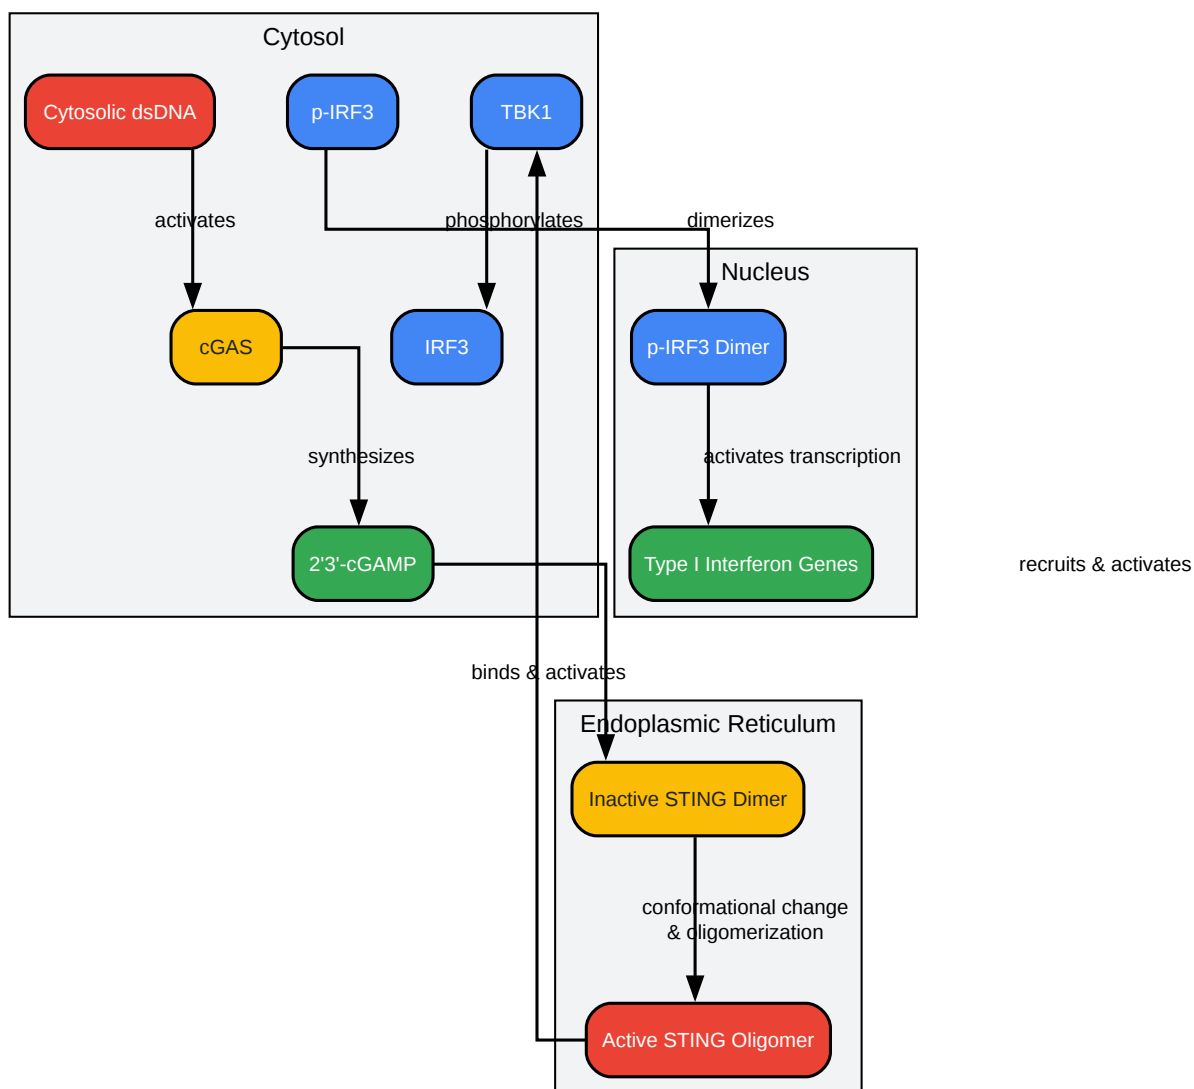 Cytosol
Cytosolic dsDNA
p-IRF3
TBK1
activates
phosphorylates
dimerizes
Nucleus
cGAS
IRF3
p-IRF3 Dimer
synthesizes
activates transcription
2'3'-cGAMP
Type I Interferon Genes
recruits & activates
binds & activates
Endoplasmic Reticulum
Inactive STING Dimer
conformational change
& oligomerization
Active STING Oligomer